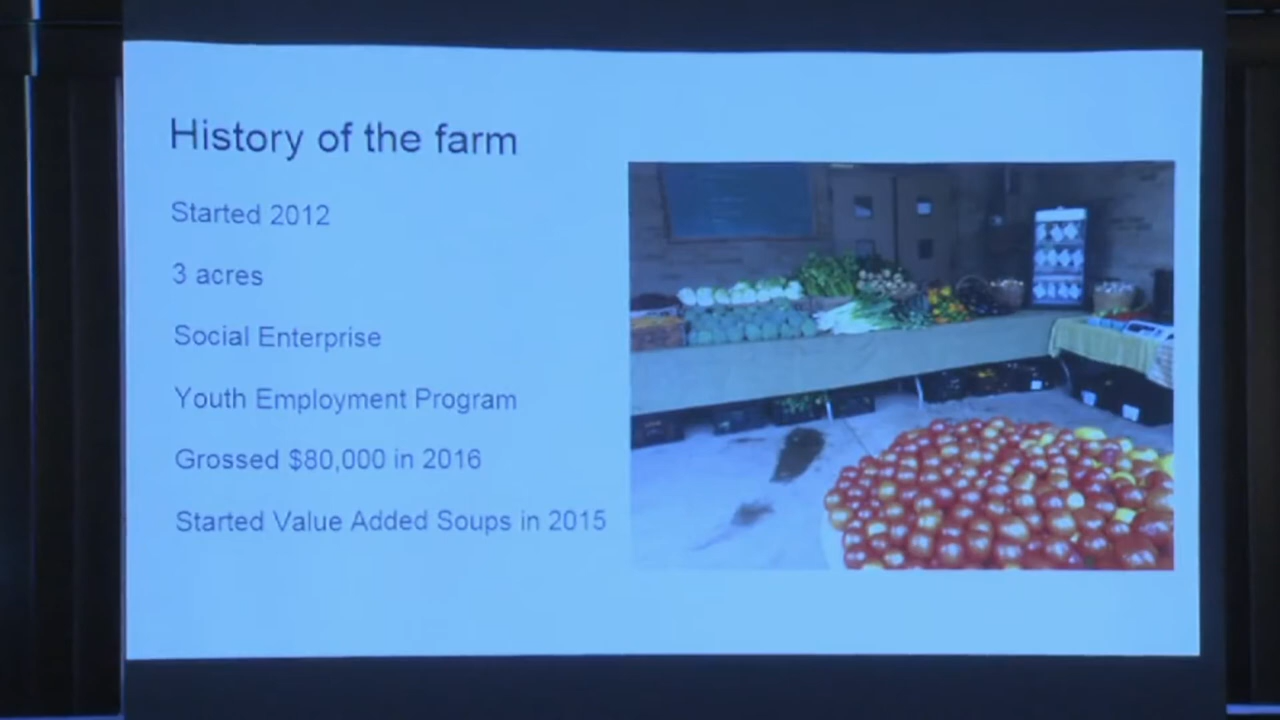 History of the farm
Started 2012
3 acres
Social Enterprise
Youth Employment Program
Grossed $80,000 in 2016
Started Value Added Soups in 2015